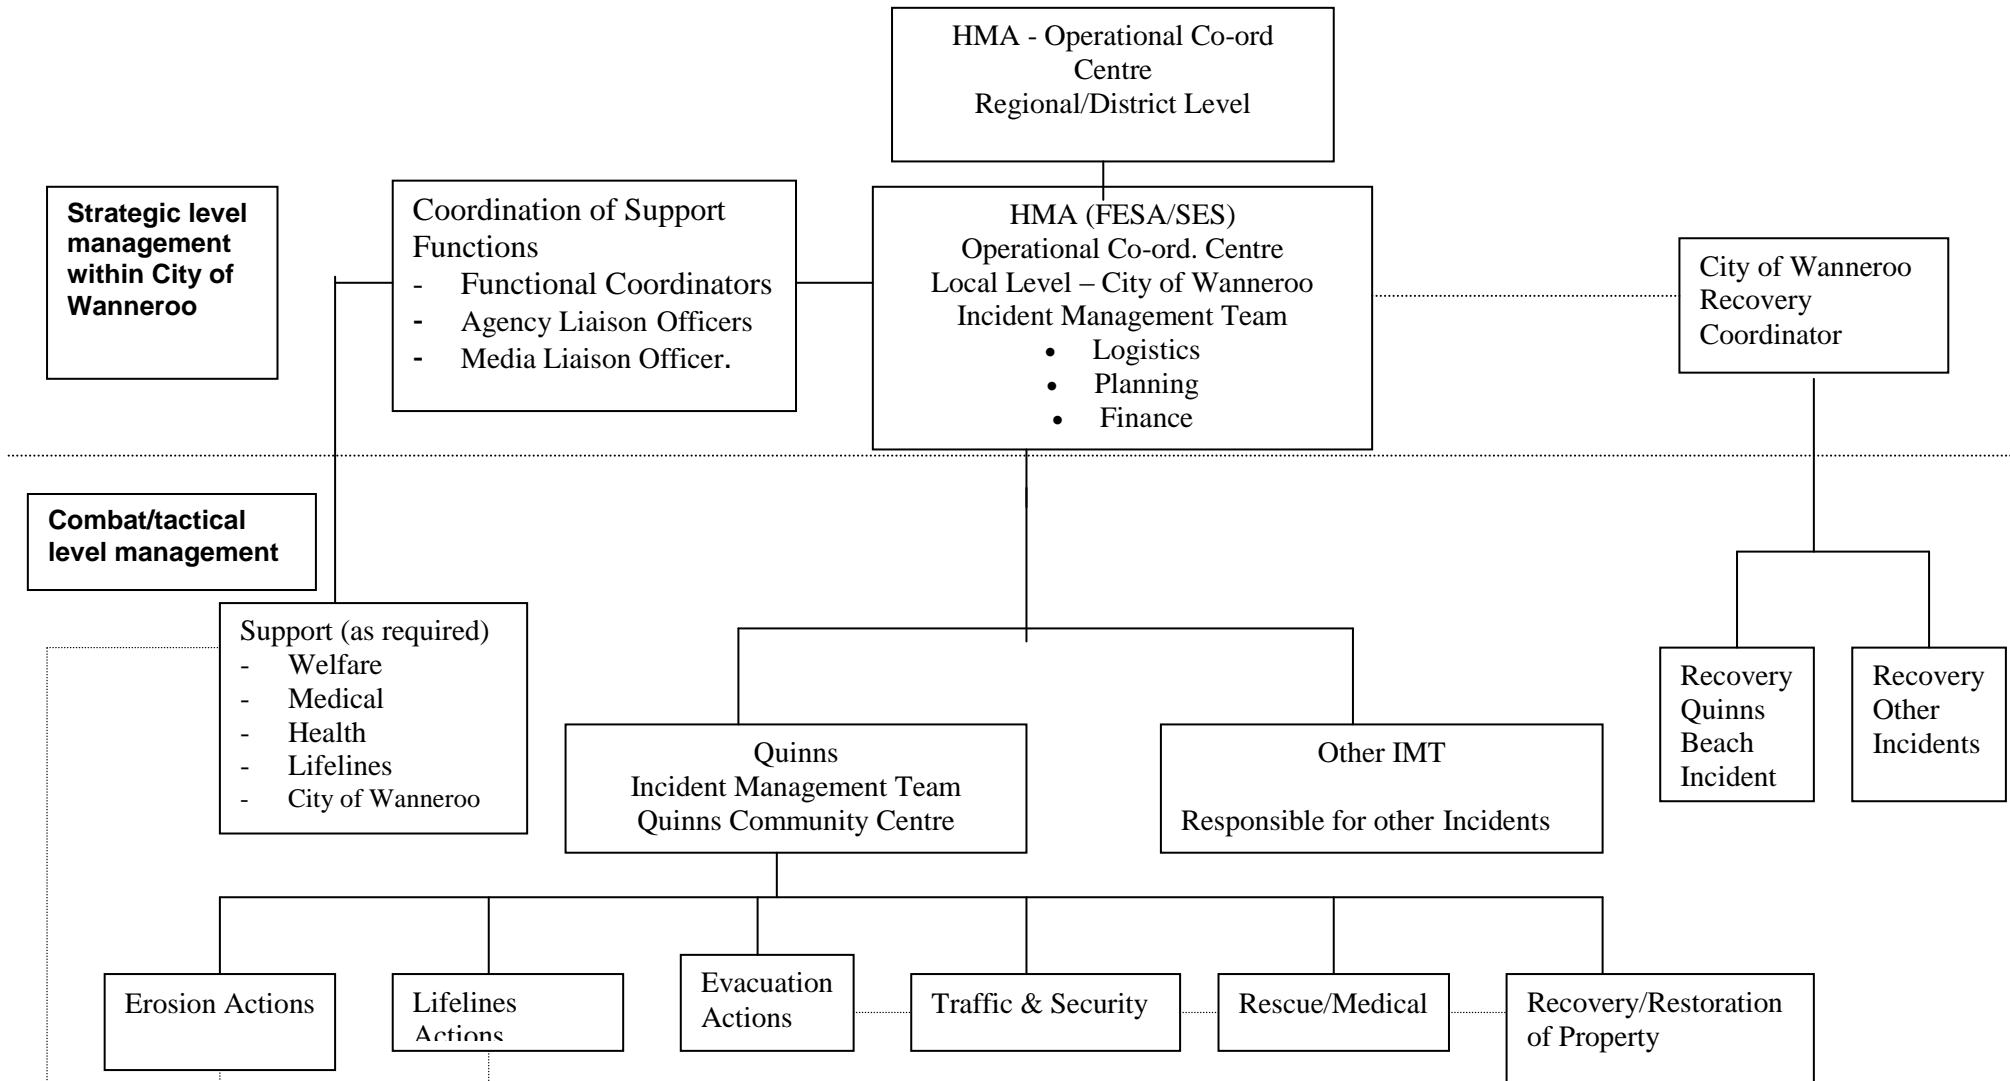 HMA - Operational Co-ord
Centre
Regional/District Level
Strategic level
management
within City of
Wanneroo
Coordination of Support
Functions
- Functional Coordinators
- Agency Liaison Officers
- Media Liaison Officer.
HMA (FESA/SES)
Operational Co-ord. Centre
Local Level – City of Wanneroo
Incident Management Team
• Logistics
• Planning
• Finance
City of Wanneroo
Recovery
Coordinator
Combat/tactical
level management
Support (as required)
- Welfare
- Medical
- Health
- Lifelines
- City of Wanneroo
Quinns
Incident Management Team
Quinns Community Centre
Other IMT
Responsible for other Incidents
Recovery
Quinns
Beach
Incident
Recovery
Other
Incidents
Erosion Actions
Lifelines
Actions
Evacuation
Actions
Traffic & Security
Rescue/Medical
Recovery/Restoration
of Property